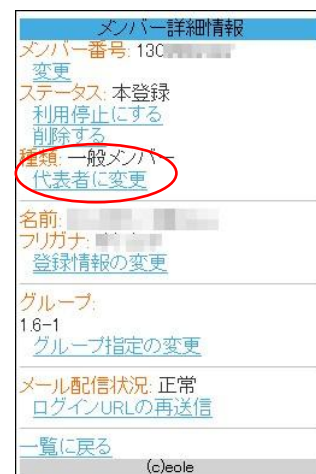 メンバー詳細情報
メンバー番号: 130
変更
ステータス: 本登録
利用停止にする
削除する
種類: 一般メンバー
代表者に変更
名前:
フリガナ:
登録情報の変更
グループ:
1.6-1
グループ指定の変更
メール配信状況: 正常
ログインURLの再送信
一覧に戻る
(c)eole